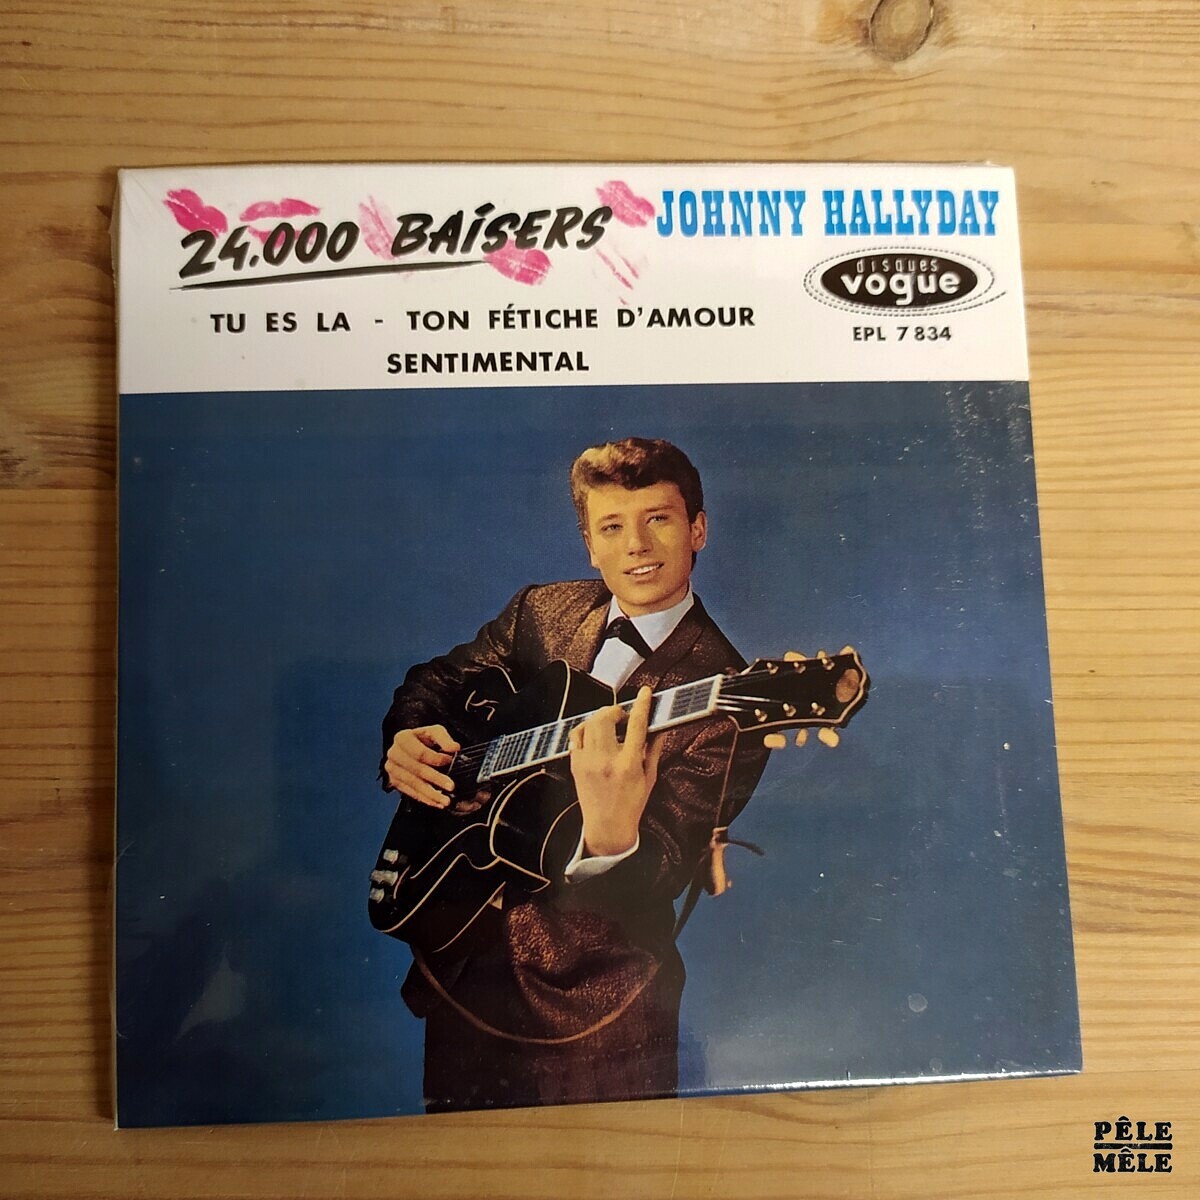 24.000 BAiSERS
JOHNNY HALLYDAY
disques
vogue
EPL 7834
TU ES LA - TON FÉTICHE D'AMOUR
SENTIMENTAL
PÊLE
MÊLE